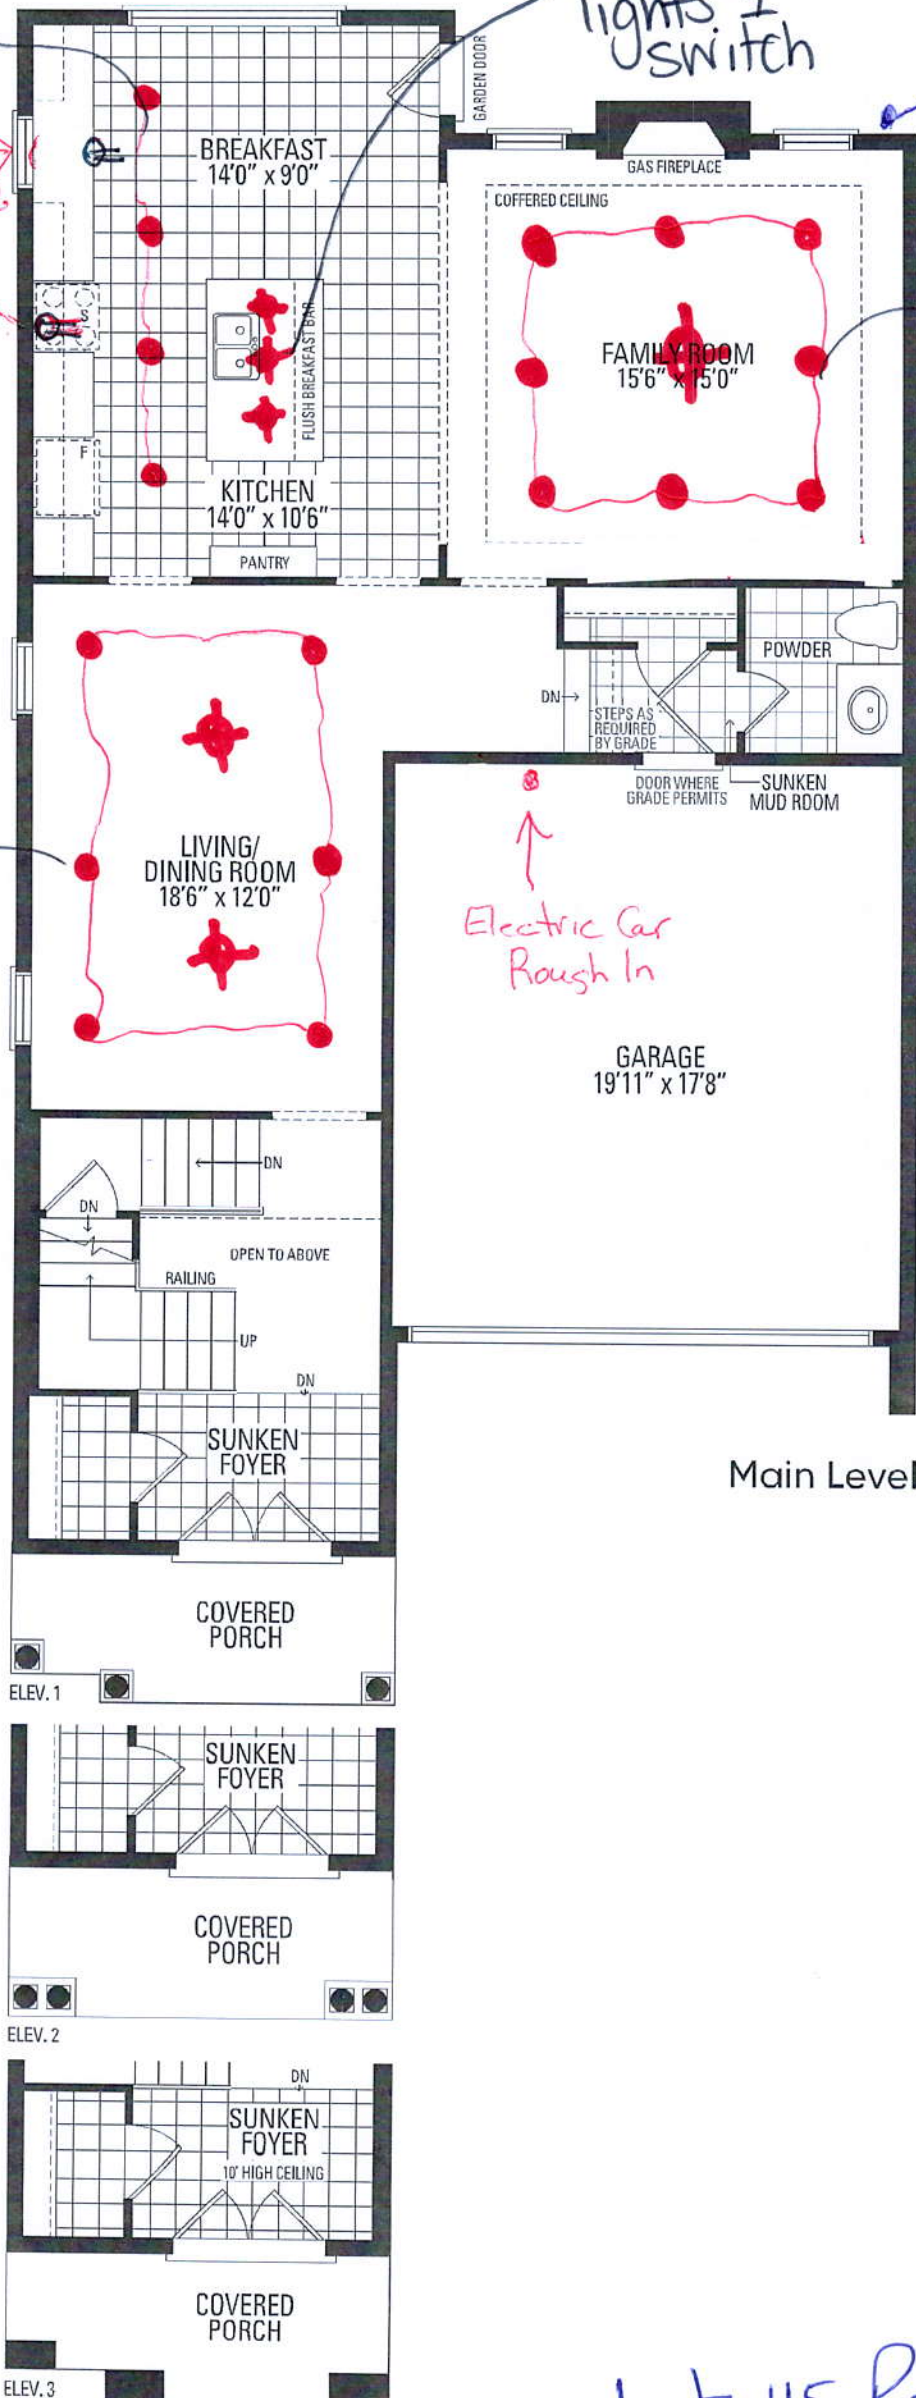 lights 1
switch
GARDEN DOOR
BREAKFAST
14'0" x 9'0"
GAS FIREPLACE
COFFERED CEILING
S
FLUSH BREAKFAST BAR
FAMILY ROOM
15'6" x 15'0"
F
KITCHEN
14'0" x 10'6"
PANTRY
POWDER
DN
STEPS AS
REQUIRED
BY GRADE
DOOR WHERE
GRADE PERMITS
SUNKEN
MUD ROOM
LIVING/
DINING ROOM
18'6" x 12'0"
Electric Car
Rough In
GARAGE
19'11" x 17'8"
DN
DN
OPEN TO ABOVE
RAILING
UP
DN
SUNKEN
FOYER
Main Level
COVERED
PORCH
ELEV. 1
SUNKEN
FOYER
COVERED
PORCH
ELEV. 2
DN
SUNKEN
FOYER
10' HIGH CEILING
COVERED
PORCH
ELEV. 3